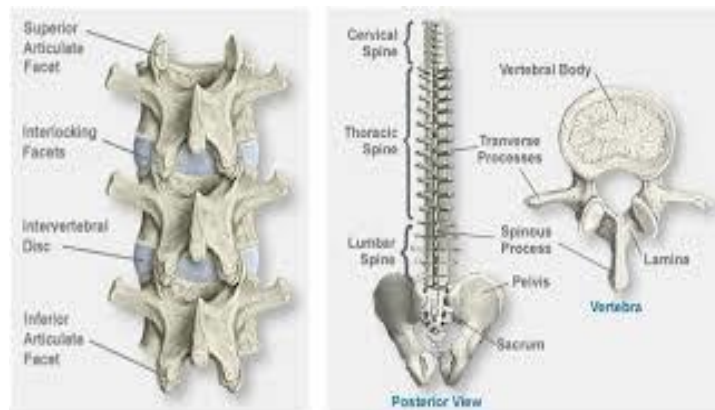 Superior
Articulate
Facet
Interlocking
Facets
Intervertebral
Disc
Inferior
Articulate
Facet
Cervical
Spine
Thoracic
Spine
Lumbar
Spine
Vertebral Body
Tranverse
Processes
Spinous
Process
Lamina
Pelvis
Vertebra
Sacrum
Posterior View